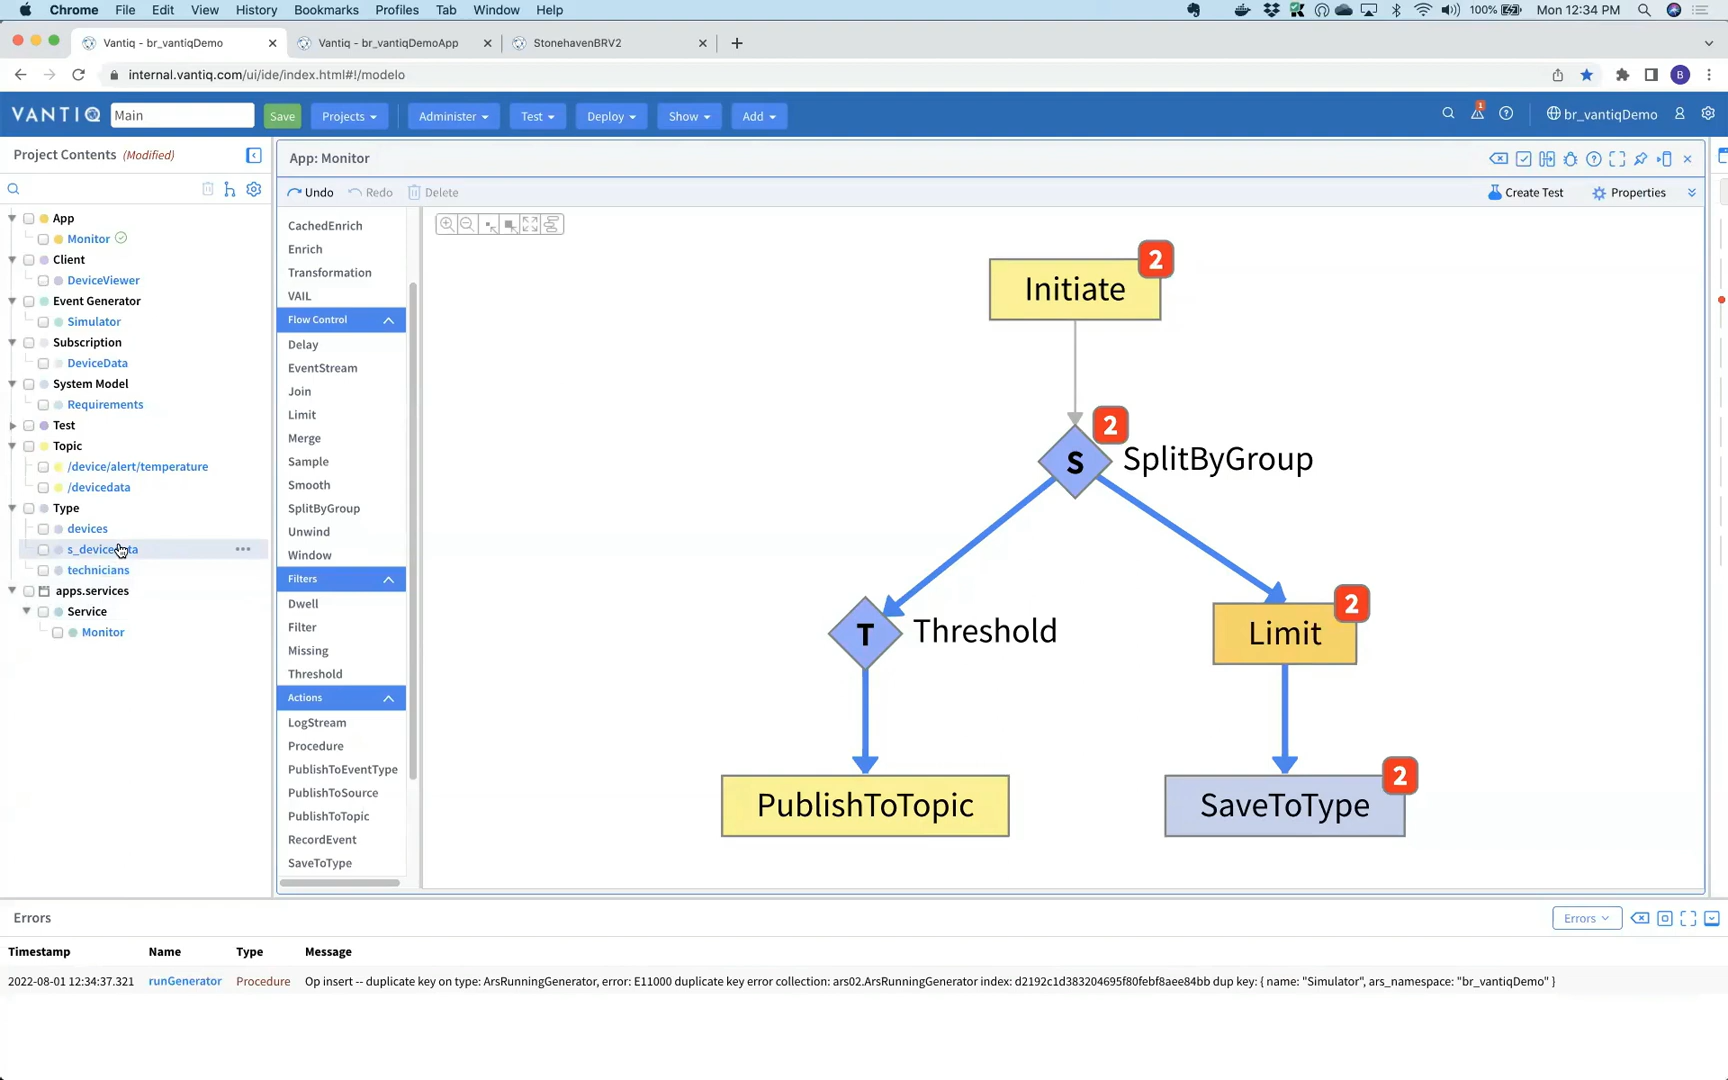 Chrome File Edit View History Bookmarks Profiles Tab Window Help 100% Mon 12:34 PM
Vantiq - br_vantiqDemo
Vantiq - br_vantiqDemoApp
StonehavenBRV2
internal.vantiq.com/ui/ide/index.html#!/modelo
B
VANTIQ Main Save Projects Administer Test Deploy Show Add 1 br_vantiqDemo
Project Contents (Modified)
App
Monitor
Client
DeviceViewer
Event Generator
Simulator
Subscription
DeviceData
System Model
Requirements
Test
Topic
/device/alert/temperature
/devicedata
Type
devices
technicians
apps.services
Service
Monitor
App: Monitor
Undo Redo Delete Create Test Properties
CachedEnrich
Enrich
Transformation
VAIL
Flow Control
Delay
EventStream
Join
Limit
Merge
Sample
Smooth
SplitByGroup
Unwind
Window
Filters
Dwell
Filter
Missing
Threshold
Actions
LogStream
Procedure
PublishToEventType
PublishToSource
PublishToTopic
RecordEvent
SaveToType
Initiate 2
S 2 SplitByGroup
T Threshold
Limit 2
PublishToTopic
SaveToType 2
Errors Errors
Timestamp Name Type Message
2022-08-01 12:34:37.321 runGenerator Procedure Op insert -- duplicate key on type: ArsRunningGenerator, error: E11000 duplicate key error collection: ars02.ArsRunningGenerator index: d2192c1d383204695f80febf8aee84bb dup key: { name: "Simulator", ars_namespace: "br_vantiqDemo" }